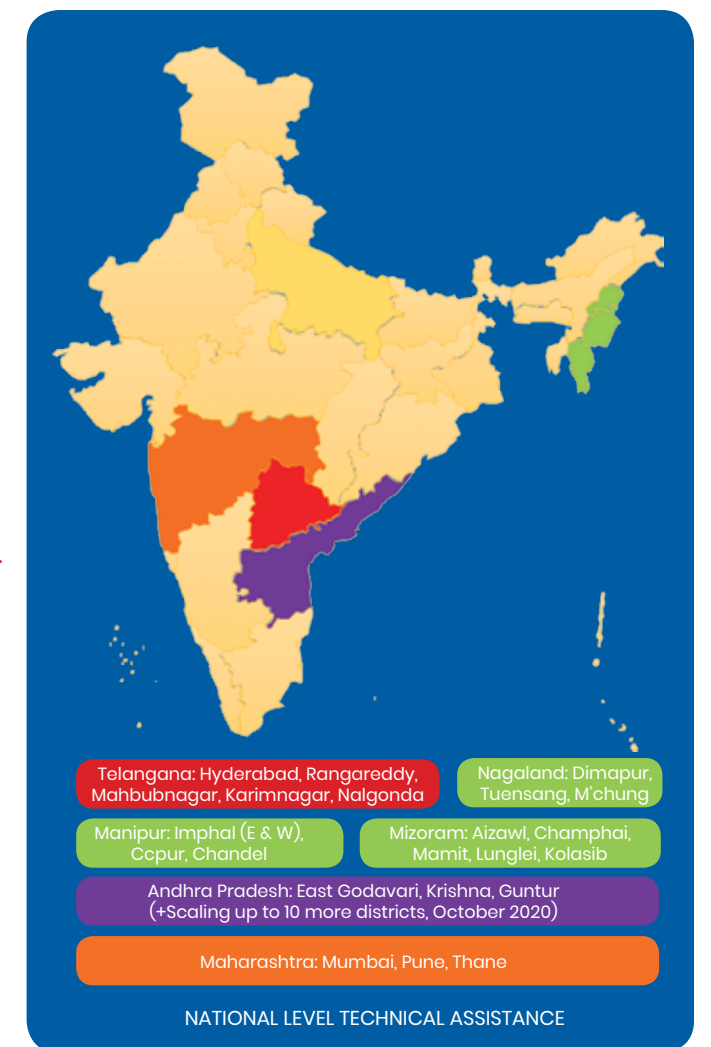 Telangana: Hyderabad, Rangareddy,
Mahbubnagar, Karimnagar, Nalgonda
Nagaland: Dimapur,
Tuensang, M'chung
Manipur: Imphal (E & W),
Ccpur, Chandel
Mizoram: Aizawl, Champhai,
Mamit, Lunglei, Kolasib
Andhra Pradesh: East Godavari, Krishna, Guntur
(+Scaling up to 10 more districts, October 2020)
Maharashtra: Mumbai, Pune, Thane
NATIONAL LEVEL TECHNICAL ASSISTANCE